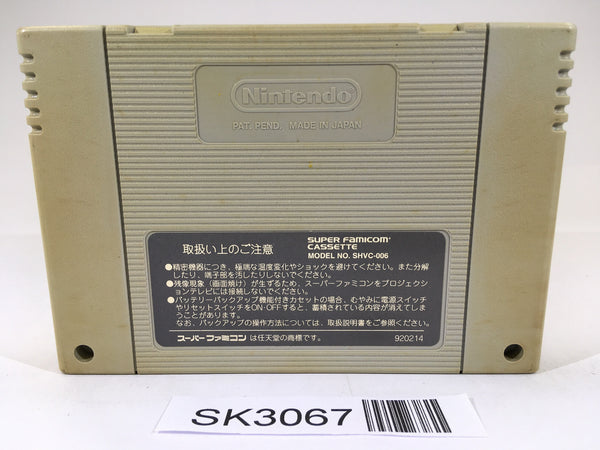 Nintendo
PAT. PEND. MADE IN JAPAN
取扱い上のご注意
SUPER FAMICOM
CASSETTE
MODEL NO. SHVC-006
●精密機器につき、極端な温度変化やショックを避けてください。また分解
したり、端子部を汚したりしないでください。
●残像現象（画面焼け）が生ずるため、スーパーファミコンをプロジェクシ
ョンテレビには接続しないでください。
●バッテリーバックアップ機能付きカセットの場合、むやみに電源スイッチ
やリセットスイッチをON・OFFすると、蓄積されている内容が消えてしま
うことがあります。
なお、バックアップの操作方法については、取扱説明書をご参照ください。
スーパーファミコン は任天堂の商標です。
920214
SK3067